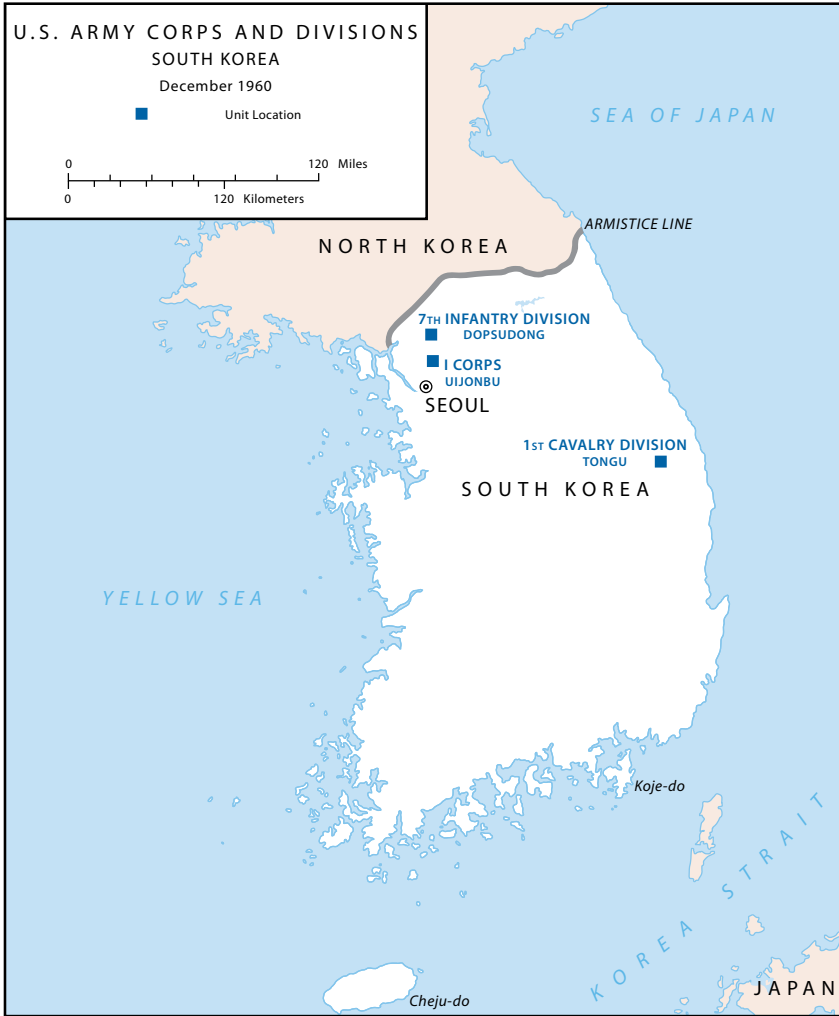 U.S. ARMY CORPS AND DIVISIONS
SOUTH KOREA
December 1960
Unit Location
0 120 Miles
0 120 Kilometers
SEA OF JAPAN
ARMISTICE LINE
NORTH KOREA
7TH INFANTRY DIVISION
DOPSUDONG
I CORPS
UIJONBU
SEOUL
1ST CAVALRY DIVISION
TONGU
SOUTH KOREA
YELLOW SEA
Koje-do
KOREA STRAIT
JAPAN
Cheju-do